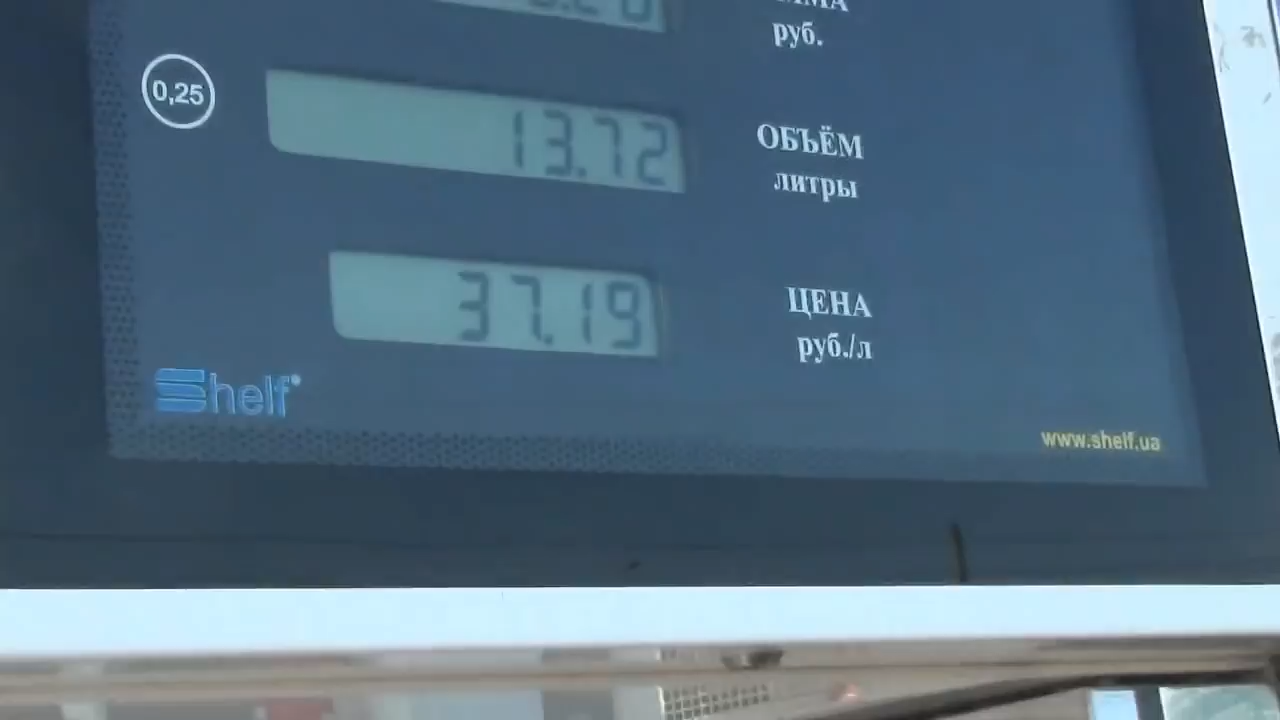 руб.
0,25
13.72
ОБЪЁМ
литры
37.19
ЦЕНА
руб./л
Shelf
www.shelf.ua